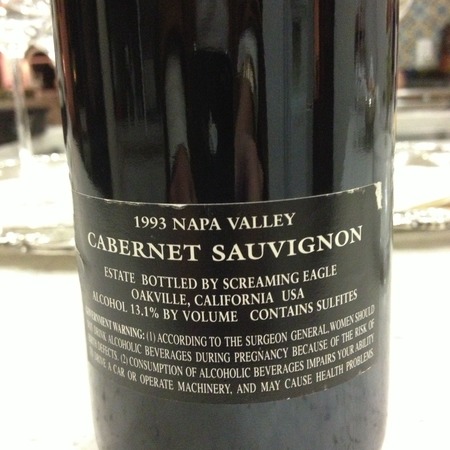 1993 NAPA VALLEY
CABERNET SAUVIGNON
ESTATE BOTTLED BY SCREAMING EAGLE
OAKVILLE, CALIFORNIA USA
ALCOHOL 13.1% BY VOLUME CONTAINS SULFITES
GOVERNMENT WARNING: (1) ACCORDING TO THE SURGEON GENERAL WOMEN SHOULD
DRINK ALCOHOLIC BEVERAGES DURING PREGNANCY BECAUSE OF THE RISK OF
DEFECTS. (2) CONSUMPTION OF ALCOHOLIC BEVERAGES IMPAIRS YOUR ABILITY
DRIVE A CAR OR OPERATE MACHINERY, AND MAY CAUSE HEALTH PROBLEMS